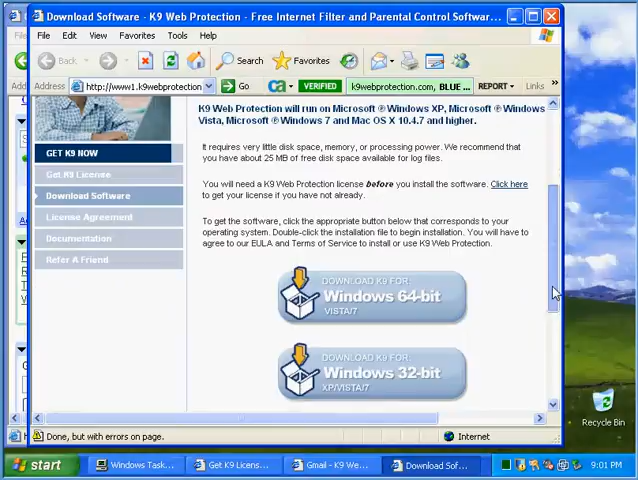 Download Software - K9 Web Protection - Free Internet Filter and Parental Control Softwar...
File Edit View Favorites Tools Help
Back Search Favorites
Address http://www1.k9webprotection Go VERIFIED k9webprotection.com, BLUE ... REPORT Links
K9 Web Protection will run on Microsoft ® Windows XP, Microsoft ® Windows
Vista, Microsoft ® Windows 7 and Mac OS X 10.4.7 and higher.
GET K9 NOW
Get K9 License
Download Software
License Agreement
Documentation
Refer A Friend
It requires very little disk space, memory, or processing power. We recommend that
you have about 25 MB of free disk space available for log files.
You will need a K9 Web Protection license before you install the software. Click here
to get your license if you have not already.
To get the software, click the appropriate button below that corresponds to your
operating system. Double-click the installation file to begin installation. You will have to
agree to our EULA and Terms of Service to install or use K9 Web Protection.
DOWNLOAD K9 FOR:
Windows 64-bit
VISTA/7
DOWNLOAD K9 FOR:
Windows 32-bit
XP/VISTA/7
Recycle Bin
Done, but with errors on page. Internet
start Windows Task... Get K9 Licens... Gmail - K9 We... Download Sof... 9:01 PM